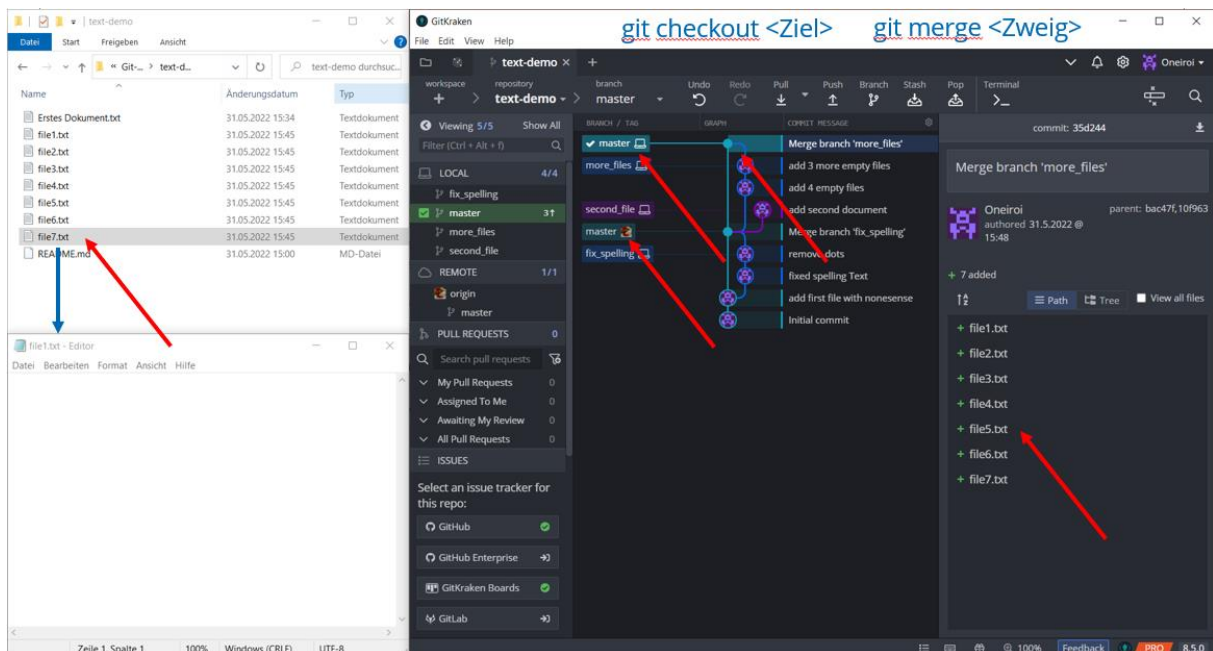 text-demo
Datei Start Freigeben Ansicht
« Git-... > text-d...
text-demo durchsuc...
Name Änderungsdatum Typ
Erstes Dokument.txt 31.05.2022 15:34 Textdokument
file1.txt 31.05.2022 15:45 Textdokument
file2.txt 31.05.2022 15:45 Textdokument
file3.txt 31.05.2022 15:45 Textdokument
file4.txt 31.05.2022 15:45 Textdokument
file5.txt 31.05.2022 15:45 Textdokument
file6.txt 31.05.2022 15:45 Textdokument
file7.txt 31.05.2022 15:45 Textdokument
README.md 31.05.2022 15:00 MD-Datei
file1.txt - Editor
Datei Bearbeiten Format Ansicht Hilfe
Zeile 1, Spalte 1 100% Windows (CRLF) UTF-8
GitKraken
git checkout <Ziel> git merge <Zweig>
File Edit View Help
text-demo
Oneiroi
workspace repository branch Undo Redo Pull Push Branch Stash Pop Terminal
text-demo master
Viewing 5/5 Show All
Filter (Ctrl + Alt + f)
LOCAL 4/4
fix_spelling
master 3↑
more_files
second_file
REMOTE 1/1
origin
master
PULL REQUESTS 0
Search pull requests
My Pull Requests 0
Assigned To Me 0
Awaiting My Review 0
All Pull Requests 0
ISSUES
Select an issue tracker for
this repo:
GitHub
GitHub Enterprise
GitKraken Boards
GitLab
BRANCH / TAG GRAPH COMMIT MESSAGE
master Merge branch 'more_files'
more_files add 3 more empty files
add 4 empty files
second_file add second document
master Merge branch 'fix_spelling'
fix_spelling remove dots
fixed spelling Text
add first file with nonesense
Initial commit
commit: 35d244
Merge branch 'more_files'
Oneiroi parent: bac47f,10f963
authored 31.5.2022 @
15:48
+ 7 added
Path Tree View all files
+ file1.txt
+ file2.txt
+ file3.txt
+ file4.txt
+ file5.txt
+ file6.txt
+ file7.txt
100% Feedback PRO 8.5.0